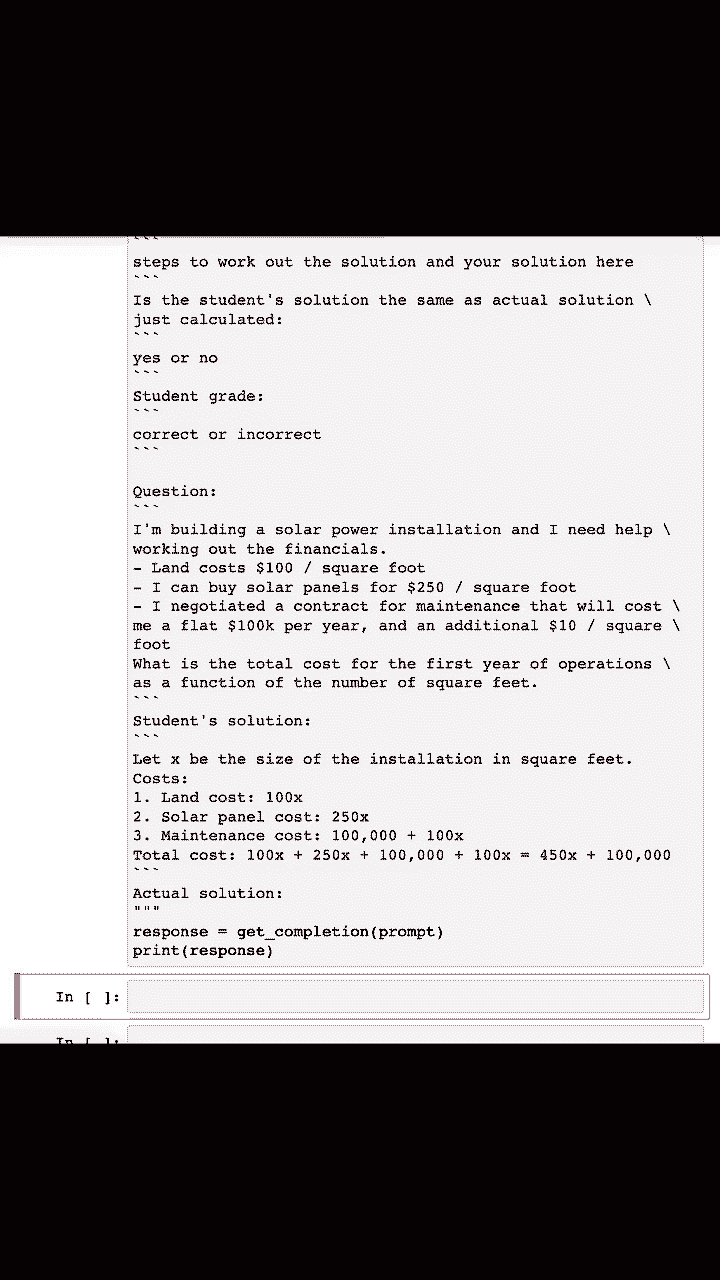 ```
steps to work out the solution and your solution here
```
Is the student's solution the same as actual solution \
just calculated:
```
yes or no
```
Student grade:
```
correct or incorrect
```
Question:
```
I'm building a solar power installation and I need help \
working out the financials.
- Land costs $100 / square foot
- I can buy solar panels for $250 / square foot
- I negotiated a contract for maintenance that will cost \
me a flat $100k per year, and an additional $10 / square \
foot
What is the total cost for the first year of operations \
as a function of the number of square feet.
```
Student's solution:
```
Let x be the size of the installation in square feet.
Costs:
1. Land cost: 100x
2. Solar panel cost: 250x
3. Maintenance cost: 100,000 + 100x
Total cost: 100x + 250x + 100,000 + 100x = 450x + 100,000
```
Actual solution:
"""
response = get_completion(prompt)
print(response)
In [ ]:
In [ ]: